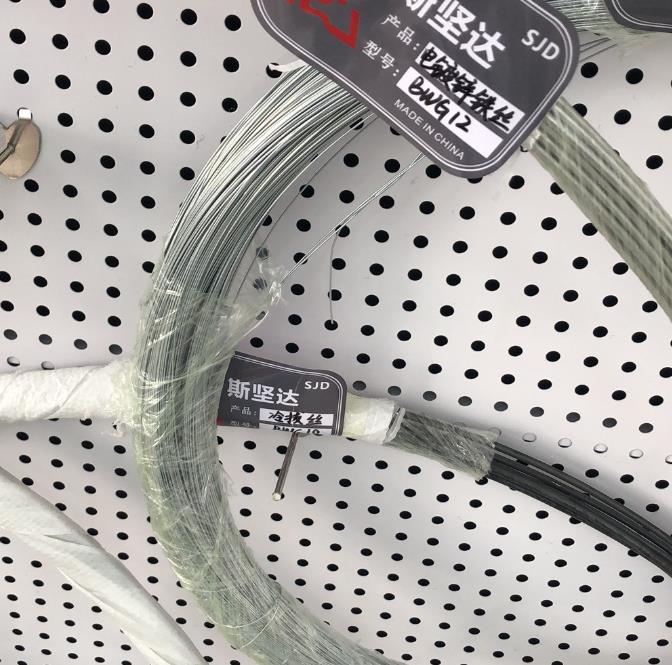 斯坚达
SJD
产品: 电镀锌铁丝
型号: BWG12
MADE IN CHINA
斯坚达
SJD
产品: 冷拔丝